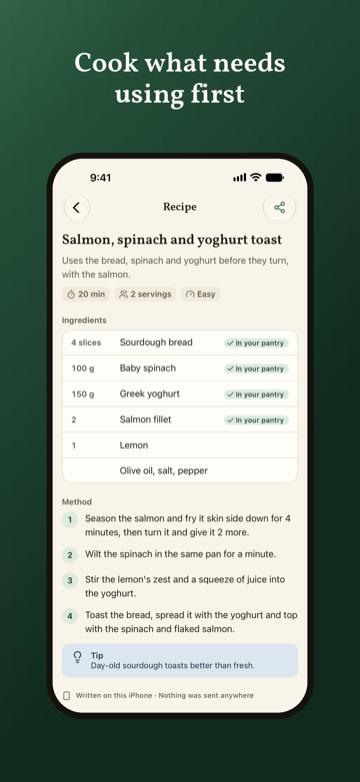 Cook what needs
using first
9:41
Recipe
Salmon, spinach and yoghurt toast
Uses the bread, spinach and yoghurt before they turn,
with the salmon.
20 min 2 servings Easy
Ingredients
4 slices Sourdough bread In your pantry
100 g Baby spinach In your pantry
150 g Greek yoghurt In your pantry
2 Salmon fillet In your pantry
1 Lemon
Olive oil, salt, pepper
Method
1 Season the salmon and fry it skin side down for 4
minutes, then turn it and give it 2 more.
2 Wilt the spinach in the same pan for a minute.
3 Stir the lemon's zest and a squeeze of juice into
the yoghurt.
4 Toast the bread, spread it with the yoghurt and top
with the spinach and flaked salmon.
Tip
Day-old sourdough toasts better than fresh.
Written on this iPhone · Nothing was sent anywhere